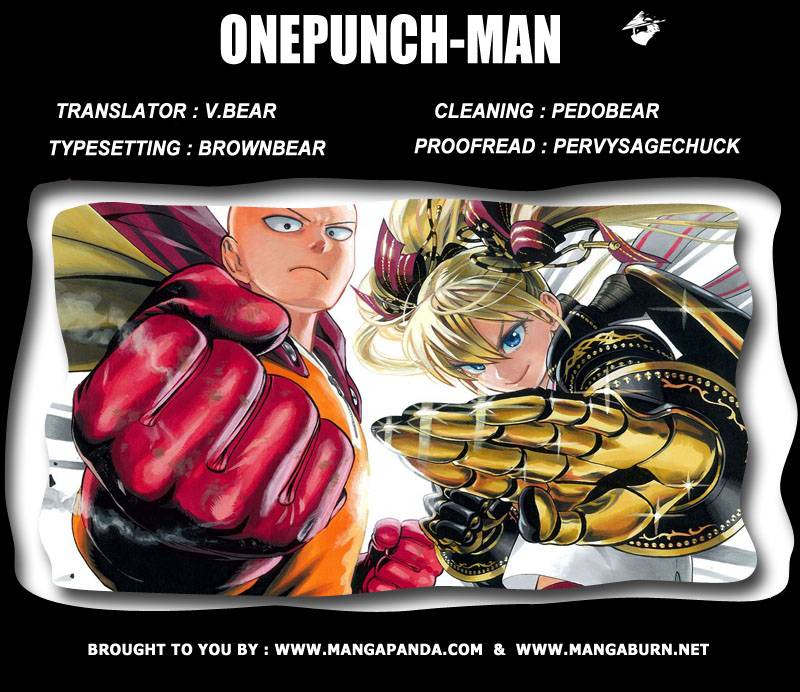 ONEPUNCH-MAN
TRANSLATOR : V.BEAR
CLEANING : PEDOBEAR
TYPESETTING : BROWNBEAR
PROOFREAD : PERVYSAGECHUCK
BROUGHT TO YOU BY : WWW.MANGAPANDA.COM & WWW.MANGABURN.NET